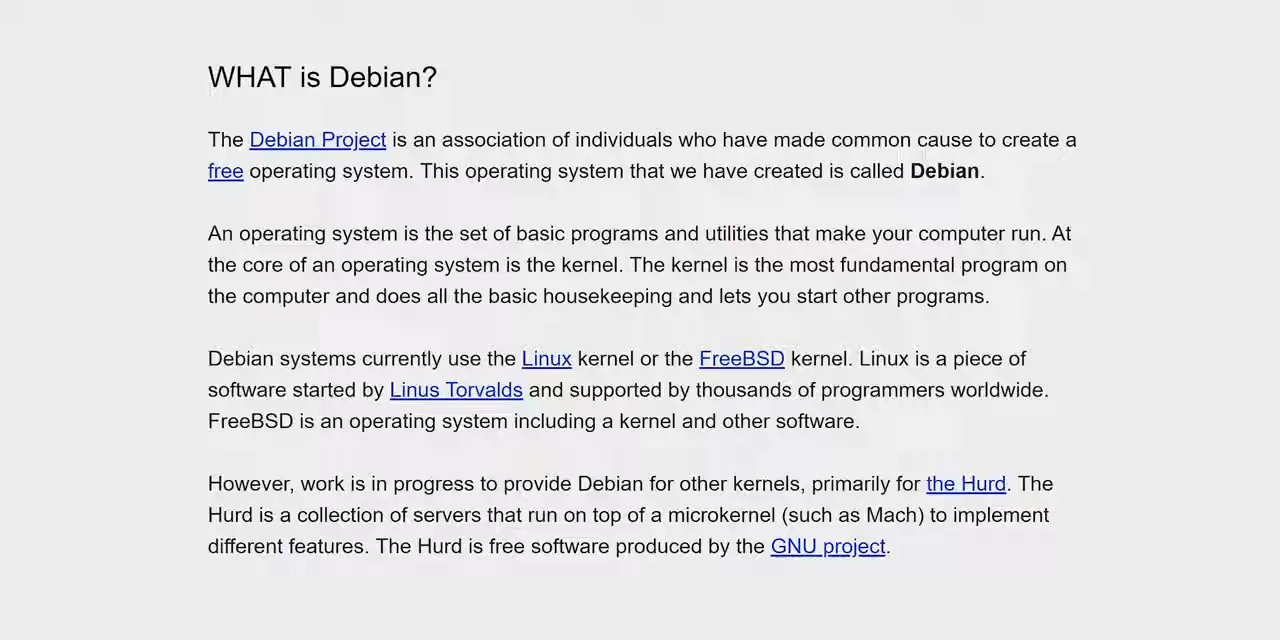 WHAT is Debian?
The Debian Project is an association of individuals who have made common cause to create a
free operating system. This operating system that we have created is called Debian.
An operating system is the set of basic programs and utilities that make your computer run. At
the core of an operating system is the kernel. The kernel is the most fundamental program on
the computer and does all the basic housekeeping and lets you start other programs.
Debian systems currently use the Linux kernel or the FreeBSD kernel. Linux is a piece of
software started by Linus Torvalds and supported by thousands of programmers worldwide.
FreeBSD is an operating system including a kernel and other software.
However, work is in progress to provide Debian for other kernels, primarily for the Hurd. The
Hurd is a collection of servers that run on top of a microkernel (such as Mach) to implement
different features. The Hurd is free software produced by the GNU project.